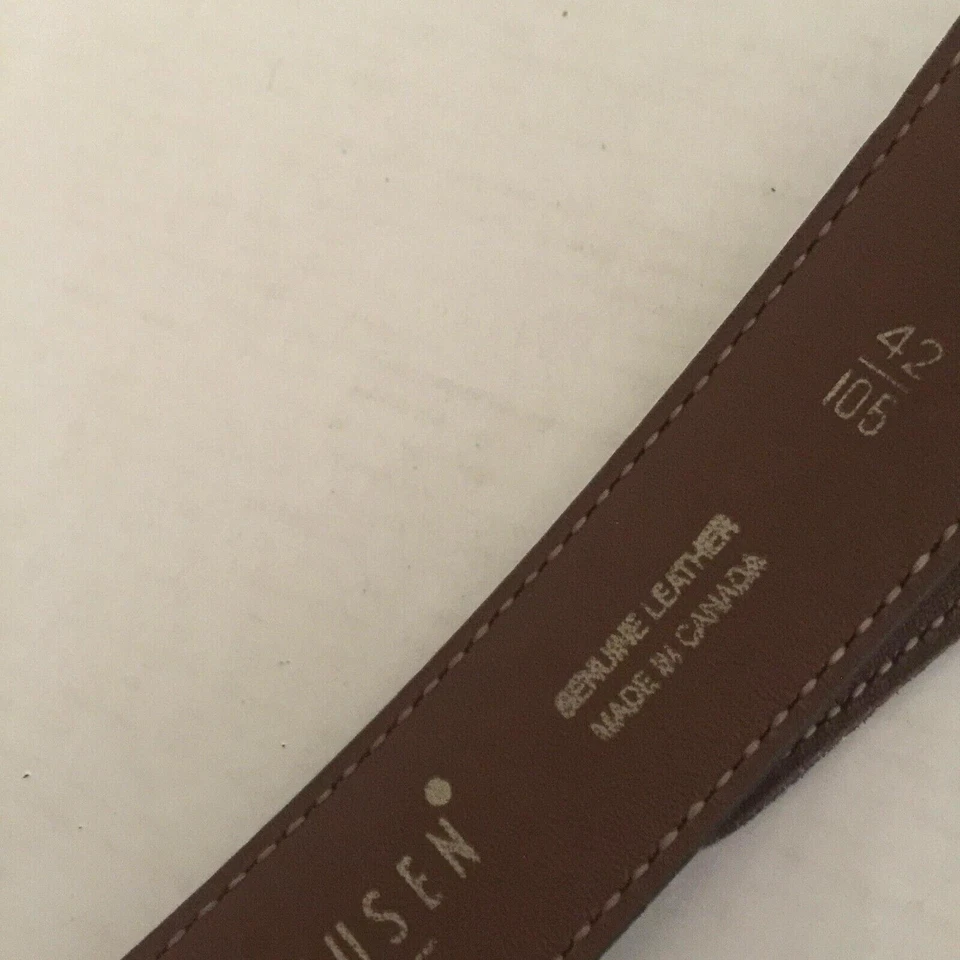 42
105
GENUINE LEATHER
MADE IN CANADA
USEN